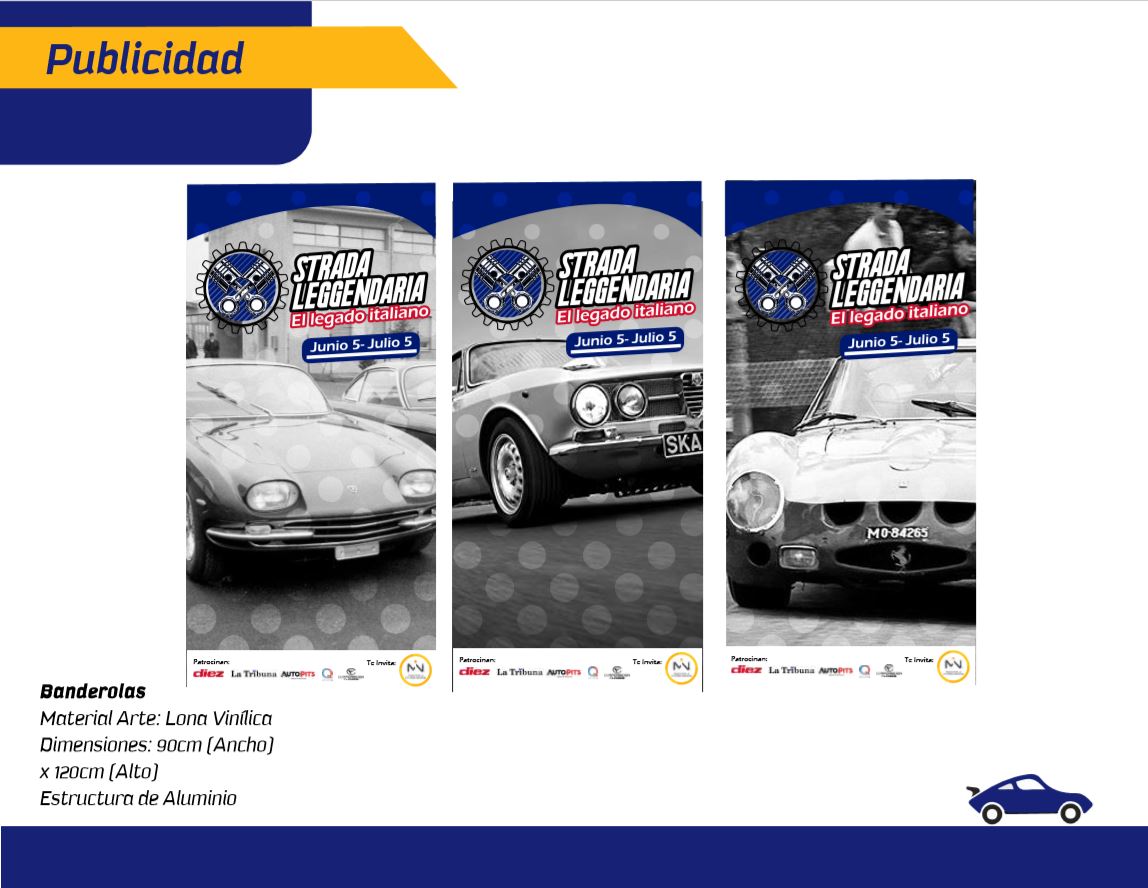 Publicidad
STRADA
LEGGENDARIA
El legado italiano
Junio 5- Julio 5
Patrocinan:
diez La Tribuna AUTOPITS
Te Invita:
STRADA
LEGGENDARIA
El legado italiano
Junio 5- Julio 5
SKA
Patrocinan:
diez La Tribuna AUTOPITS
Te Invita:
STRADA
LEGGENDARIA
El legado italiano
Junio 5- Julio 5
MO-84265
Patrocinan:
diez La Tribuna AUTOPITS
Te Invita:
Banderolas
Material Arte: Lona Vinílica
Dimensiones: 90cm (Ancho)
x 120cm (Alto)
Estructura de Aluminio